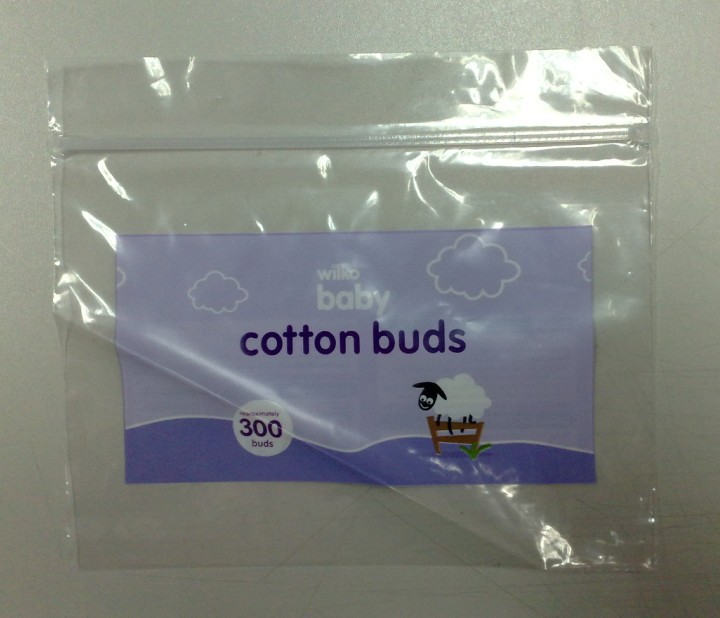 wilko
baby
cotton buds
approximately
300
buds